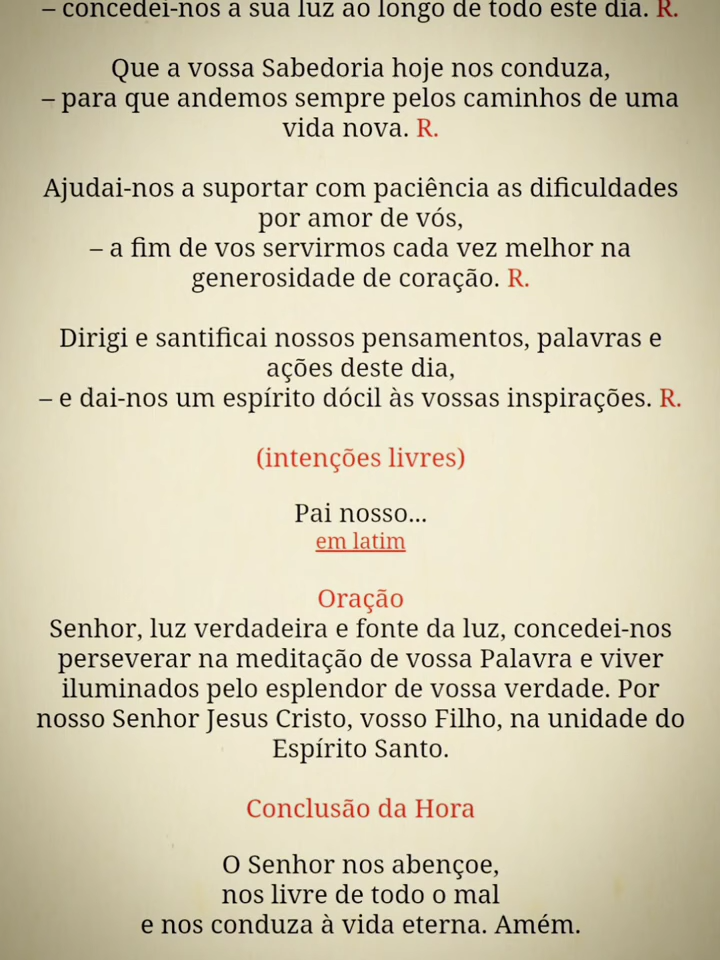 – concedei-nos a sua luz ao longo de todo este dia. R.
Que a vossa Sabedoria hoje nos conduza,
– para que andemos sempre pelos caminhos de uma
vida nova. R.
Ajudai-nos a suportar com paciência as dificuldades
por amor de vós,
– a fim de vos servirmos cada vez melhor na
generosidade de coração. R.
Dirigi e santificai nossos pensamentos, palavras e
ações deste dia,
– e dai-nos um espírito dócil às vossas inspirações. R.
(intenções livres)
Pai nosso...
em latim
Oração
Senhor, luz verdadeira e fonte da luz, concedei-nos
perseverar na meditação de vossa Palavra e viver
iluminados pelo esplendor de vossa verdade. Por
nosso Senhor Jesus Cristo, vosso Filho, na unidade do
Espírito Santo.
Conclusão da Hora
O Senhor nos abençoe,
nos livre de todo o mal
e nos conduza à vida eterna. Amém.